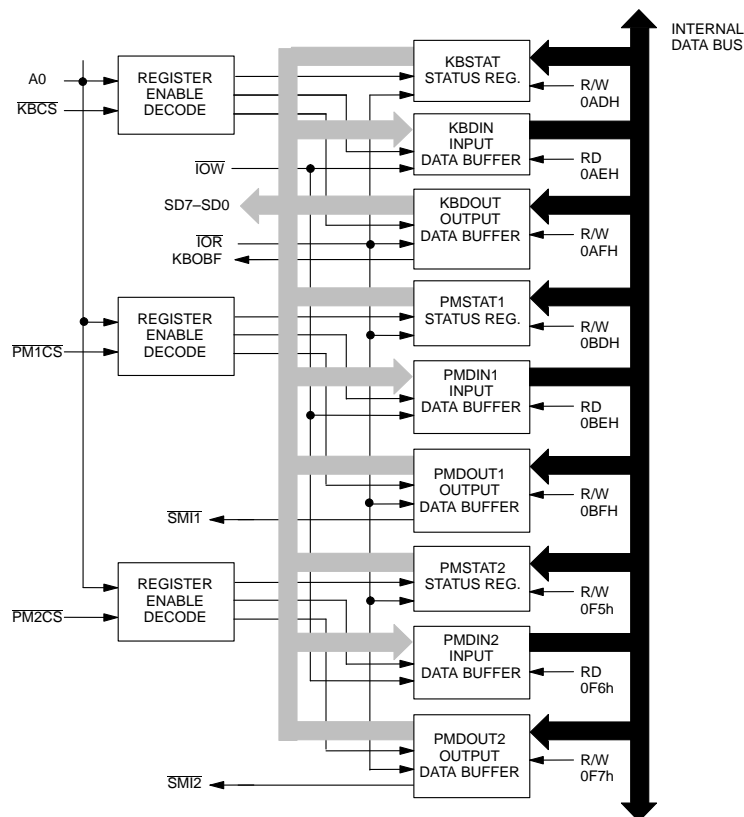 INTERNAL
DATA BUS
KBSTAT
STATUS REG.
R/W
0ADH
A0
KBCS
REGISTER
ENABLE
DECODE
KBDIN
INPUT
DATA BUFFER
RD
0AEH
IOW
SD7–SD0
KBDOUT
OUTPUT
DATA BUFFER
R/W
0AFH
IOR
KBOBF
PMSTAT1
STATUS REG.
R/W
0BDH
REGISTER
ENABLE
DECODE
PM1CS
PMDIN1
INPUT
DATA BUFFER
RD
0BEH
PMDOUT1
OUTPUT
DATA BUFFER
R/W
0BFH
SMI1
PMSTAT2
STATUS REG.
R/W
0F5h
REGISTER
ENABLE
DECODE
PM2CS
PMDIN2
INPUT
DATA BUFFER
RD
0F6h
PMDOUT2
OUTPUT
DATA BUFFER
R/W
0F7h
SMI2